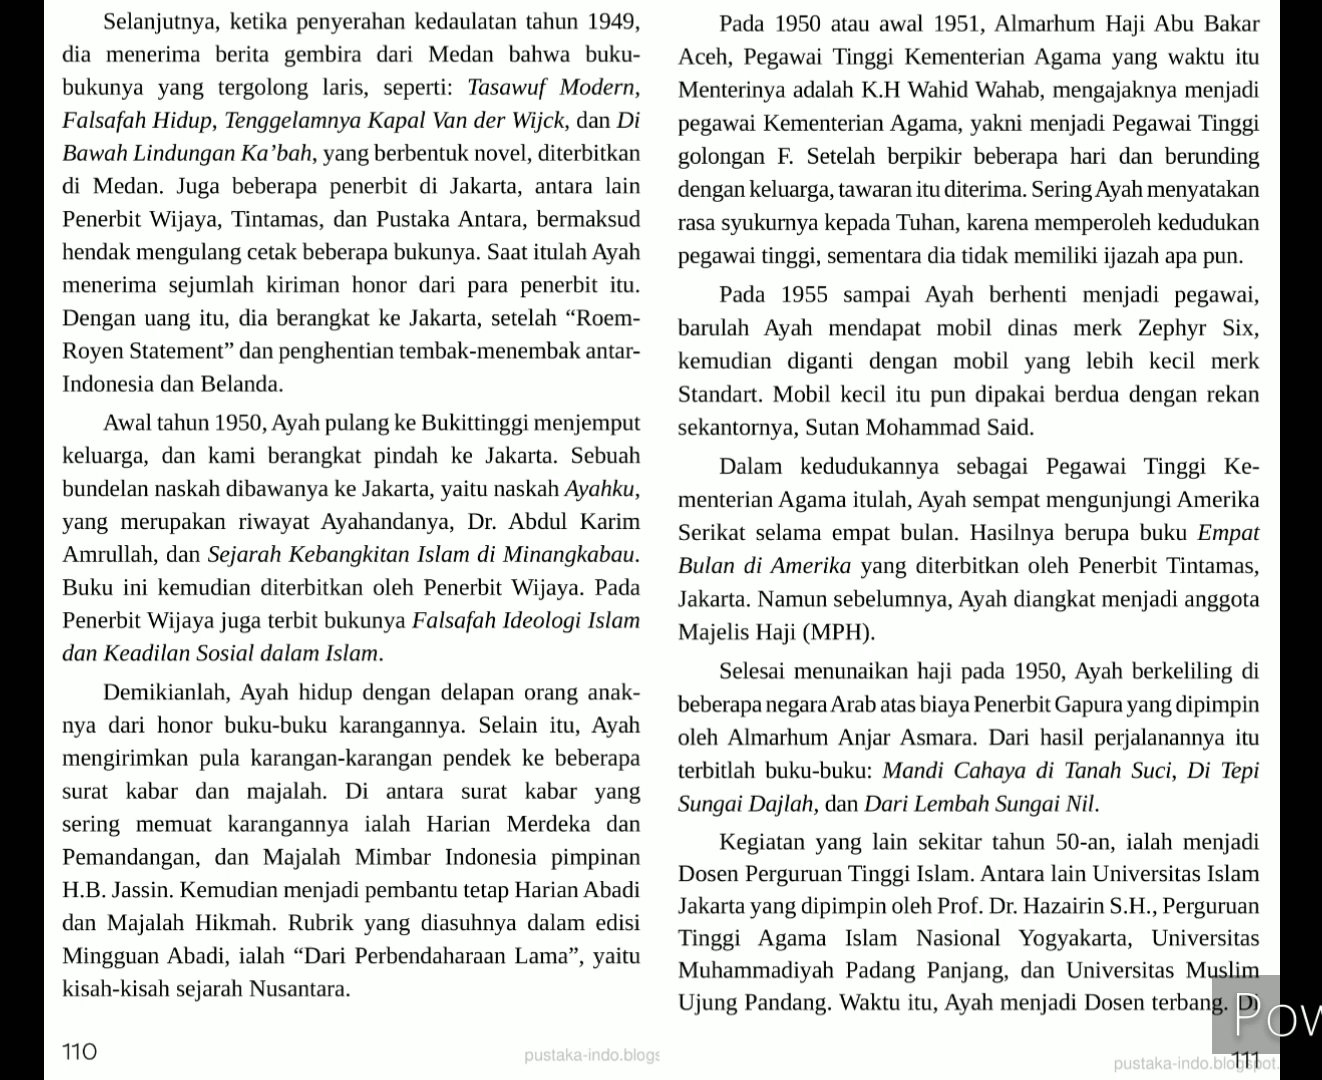 Selanjutnya, ketika penyerahan kedaulatan tahun 1949,
dia menerima berita gembira dari Medan bahwa buku-
bukunya yang tergolong laris, seperti: Tasawuf Modern,
Falsafah Hidup, Tenggelamnya Kapal Van der Wijck, dan Di
Bawah Lindungan Ka’bah, yang berbentuk novel, diterbitkan
di Medan. Juga beberapa penerbit di Jakarta, antara lain
Penerbit Wijaya, Tintamas, dan Pustaka Antara, bermaksud
hendak mengulang cetak beberapa bukunya. Saat itulah Ayah
menerima sejumlah kiriman honor dari para penerbit itu.
Dengan uang itu, dia berangkat ke Jakarta, setelah “Roem-
Royen Statement” dan penghentian tembak-menembak antar-
Indonesia dan Belanda.
Awal tahun 1950, Ayah pulang ke Bukittinggi menjemput
keluarga, dan kami berangkat pindah ke Jakarta. Sebuah
bundelan naskah dibawanya ke Jakarta, yaitu naskah Ayahku,
yang merupakan riwayat Ayahandanya, Dr. Abdul Karim
Amrullah, dan Sejarah Kebangkitan Islam di Minangkabau.
Buku ini kemudian diterbitkan oleh Penerbit Wijaya. Pada
Penerbit Wijaya juga terbit bukunya Falsafah Ideologi Islam
dan Keadilan Sosial dalam Islam.
Demikianlah, Ayah hidup dengan delapan orang anak-
nya dari honor buku-buku karangannya. Selain itu, Ayah
mengirimkan pula karangan-karangan pendek ke beberapa
surat kabar dan majalah. Di antara surat kabar yang
sering memuat karangannya ialah Harian Merdeka dan
Pemandangan, dan Majalah Mimbar Indonesia pimpinan
H.B. Jassin. Kemudian menjadi pembantu tetap Harian Abadi
dan Majalah Hikmah. Rubrik yang diasuhnya dalam edisi
Mingguan Abadi, ialah “Dari Perbendaharaan Lama”, yaitu
kisah-kisah sejarah Nusantara.
110
pustaka-indo.blogs
Pada 1950 atau awal 1951, Almarhum Haji Abu Bakar
Aceh, Pegawai Tinggi Kementerian Agama yang waktu itu
Menterinya adalah K.H Wahid Wahab, mengajaknya menjadi
pegawai Kementerian Agama, yakni menjadi Pegawai Tinggi
golongan F. Setelah berpikir beberapa hari dan berunding
dengan keluarga, tawaran itu diterima. Sering Ayah menyatakan
rasa syukurnya kepada Tuhan, karena memperoleh kedudukan
pegawai tinggi, sementara dia tidak memiliki ijazah apa pun.
Pada 1955 sampai Ayah berhenti menjadi pegawai,
barulah Ayah mendapat mobil dinas merk Zephyr Six,
kemudian diganti dengan mobil yang lebih kecil merk
Standart. Mobil kecil itu pun dipakai berdua dengan rekan
sekantornya, Sutan Mohammad Said.
Dalam kedudukannya sebagai Pegawai Tinggi Ke-
menterian Agama itulah, Ayah sempat mengunjungi Amerika
Serikat selama empat bulan. Hasilnya berupa buku Empat
Bulan di Amerika yang diterbitkan oleh Penerbit Tintamas,
Jakarta. Namun sebelumnya, Ayah diangkat menjadi anggota
Majelis Haji (MPH).
Selesai menunaikan haji pada 1950, Ayah berkeliling di
beberapa negara Arab atas biaya Penerbit Gapura yang dipimpin
oleh Almarhum Anjar Asmara. Dari hasil perjalanannya itu
terbitlah buku-buku: Mandi Cahaya di Tanah Suci, Di Tepi
Sungai Dajlah, dan Dari Lembah Sungai Nil.
Kegiatan yang lain sekitar tahun 50-an, ialah menjadi
Dosen Perguruan Tinggi Islam. Antara lain Universitas Islam
Jakarta yang dipimpin oleh Prof. Dr. Hazairin S.H., Perguruan
Tinggi Agama Islam Nasional Yogyakarta, Universitas
Muhammadiyah Padang Panjang, dan Universitas Muslim
Ujung Pandang. Waktu itu, Ayah menjadi Dosen terbang. Di
Pow
111
pustaka-indo.blogspot.